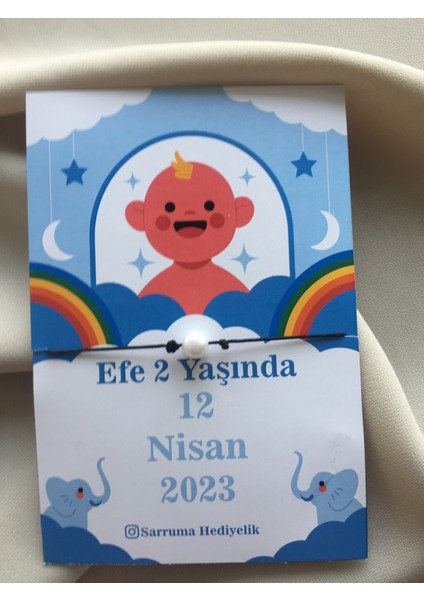 Efe 2 Yaşında
12
Nisan
2023
Sarruma Hediyelik